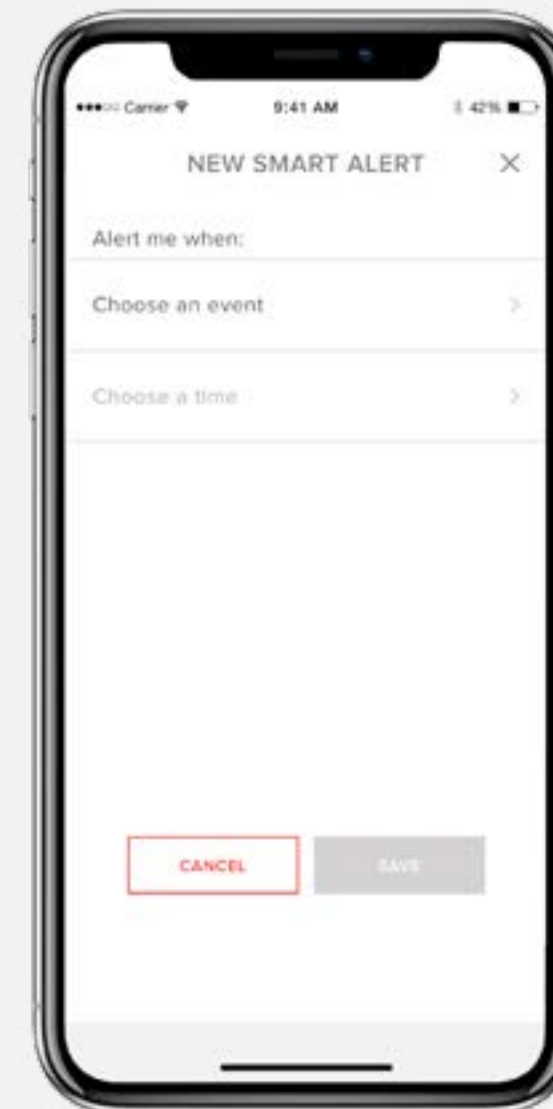 Carrier 9:41 AM 42%
NEW SMART ALERT
Alert me when:
Choose an event
Choose a time
CANCEL SAVE